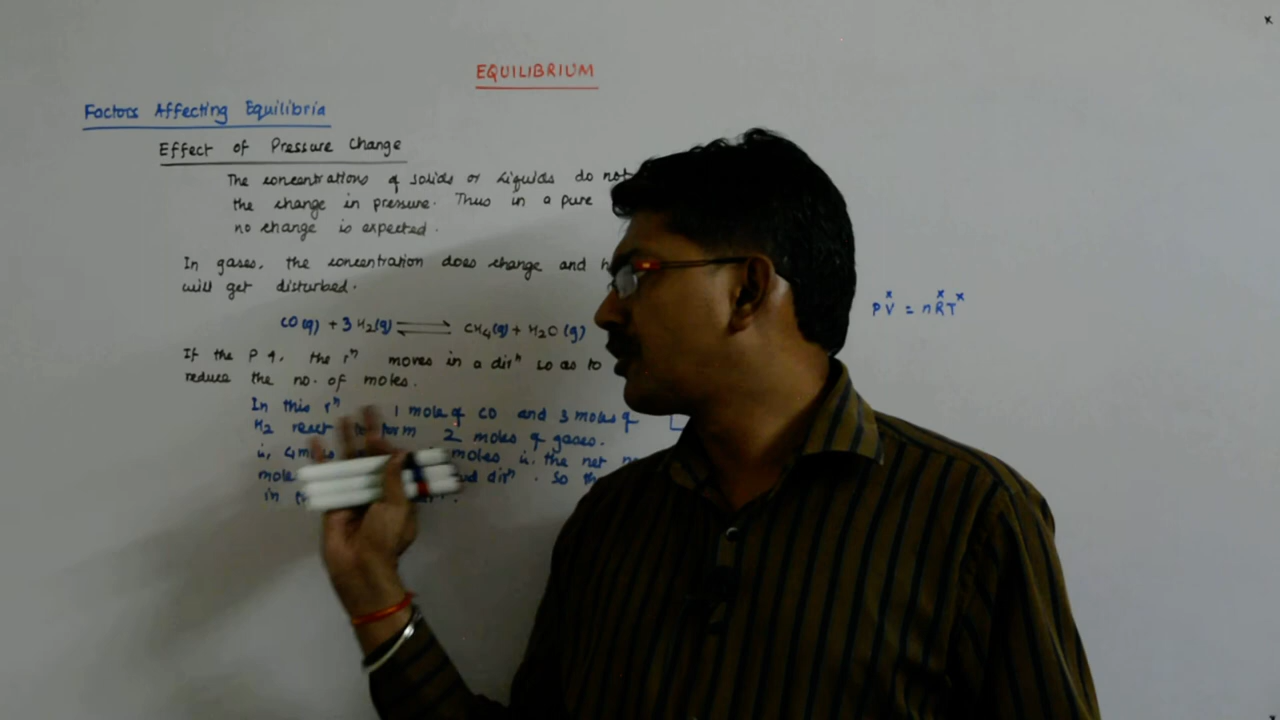 EQUILIBRIUM
Factors Affecting Equilibria
Effect of Pressure Change
The concentrations of solids or Liquids do not
the change in pressure. Thus in a pure
no change is expected.
In gases, the concentration does change and
will get disturbed.
CO(g) + 3H₂(g) ⇌ CH₄(g) + H₂O(g)
PV = nRT
If the P ↑, the rⁿ moves in a dirⁿ so as to
reduce the no. of moles.
In this rⁿ 1 mole of CO and 3 moles of
H₂ react form 2 moles of gases.
moles is. the net
dirⁿ. So
in